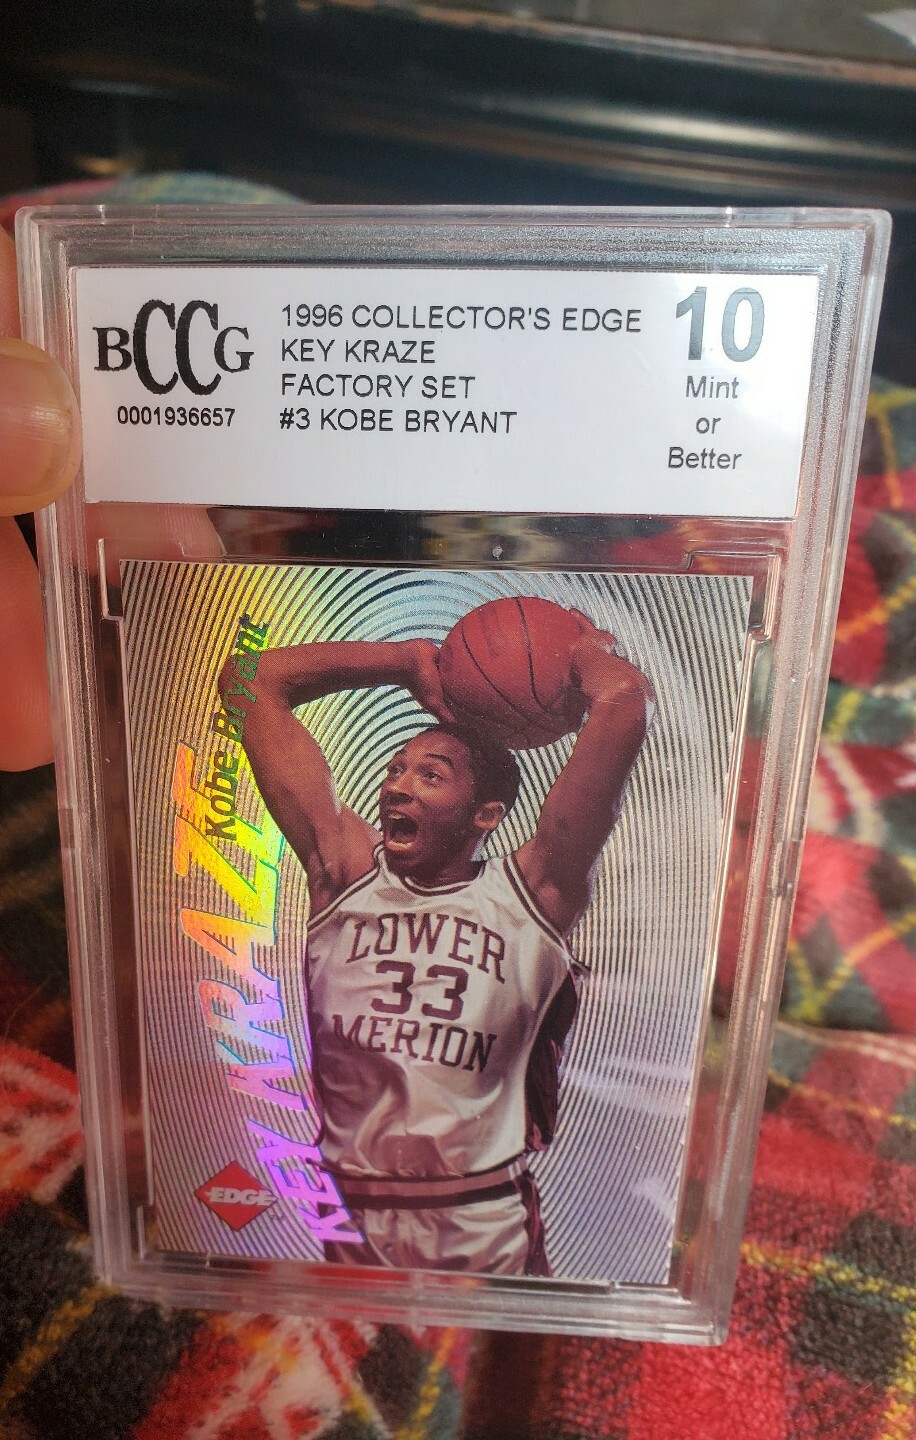 BCCG
0001936657
1996 COLLECTOR'S EDGE
KEY KRAZE
FACTORY SET
#3 KOBE BRYANT
10
Mint
or
Better
Kobe Bryant
KEY KRAZE
LOWER
33
MERION
EDGE